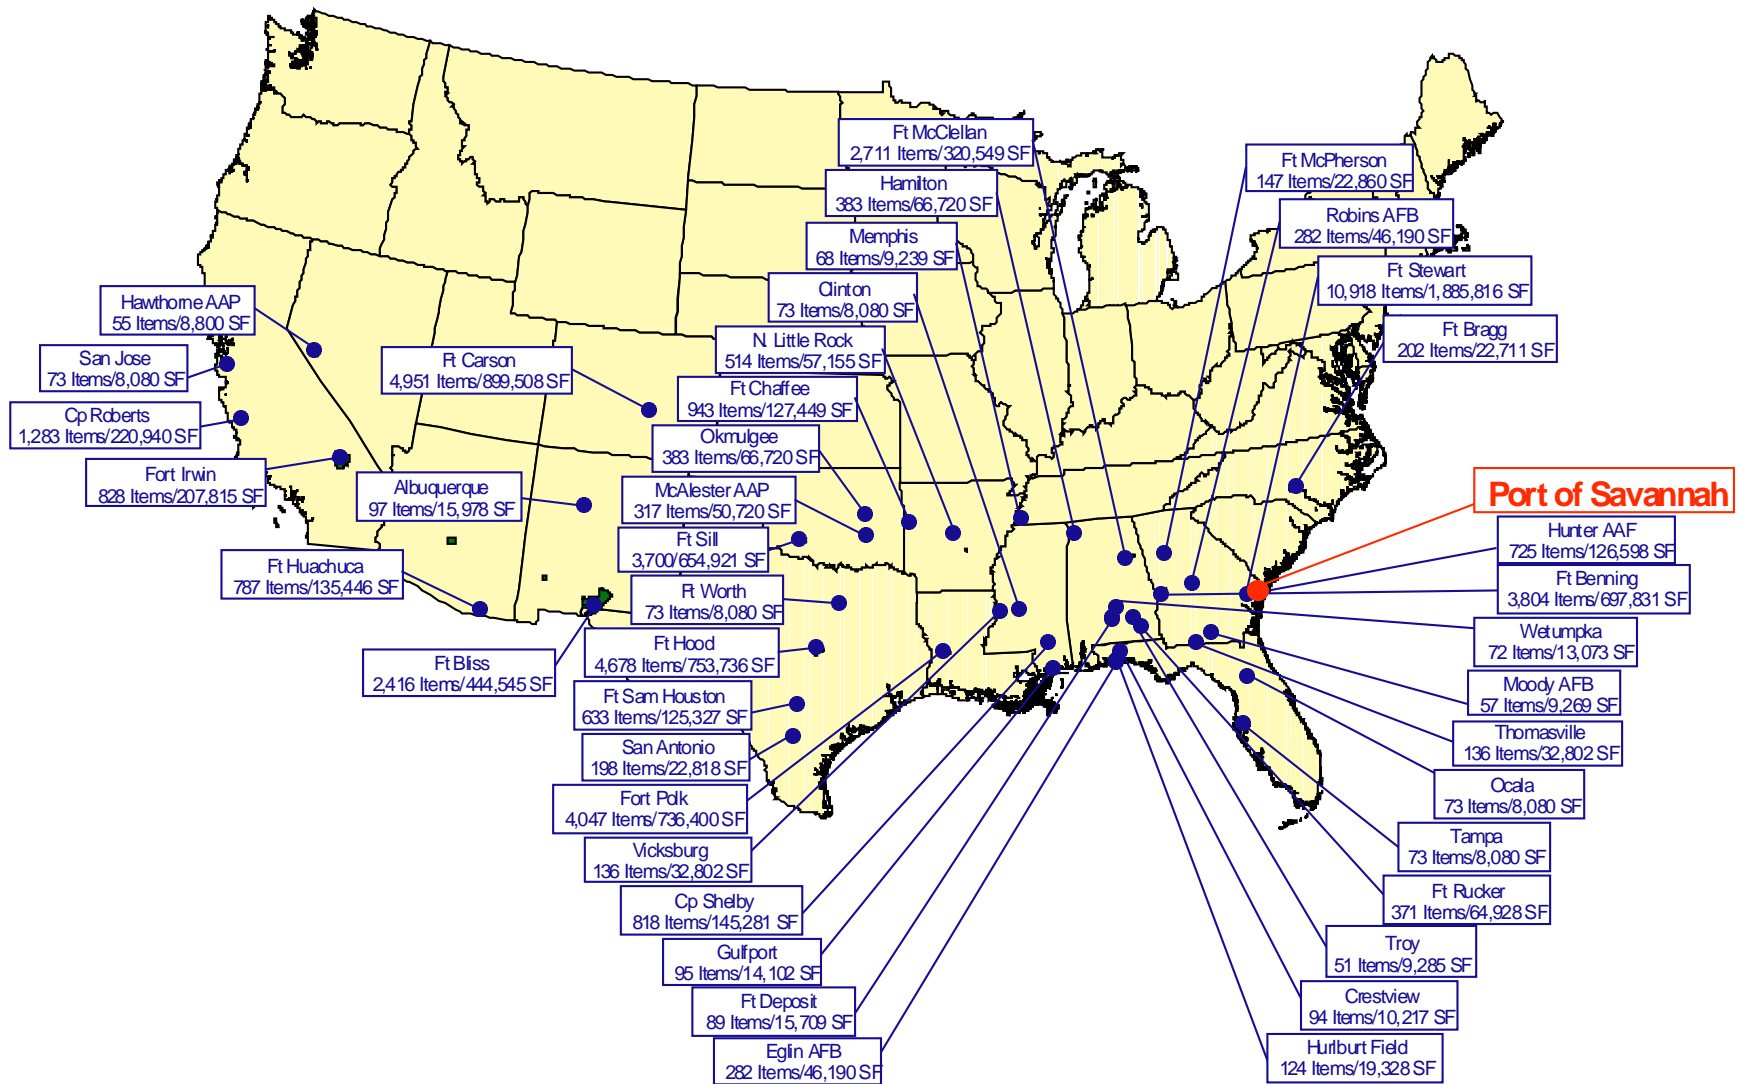 Ft McClellan
2,711 Items/320,549 SF
Hamilton
383 Items/66,720 SF
Memphis
68 Items/9,239 SF
Clinton
73 Items/8,080 SF
N. Little Rock
514 Items/57,155 SF
Ft Chaffee
943 Items/127,449 SF
Okmulgee
383 Items/66,720 SF
McAlester AAP
317 Items/50,720 SF
Ft Sill
3,700/654,921 SF
Ft Worth
73 Items/8,080 SF
Ft Hood
4,678 Items/753,736 SF
Ft Sam Houston
633 Items/125,327 SF
San Antonio
198 Items/22,818 SF
Fort Polk
4,047 Items/736,400 SF
Vicksburg
136 Items/32,802 SF
Cp Shelby
818 Items/145,281 SF
Gulfport
95 Items/14,102 SF
Ft Deposit
89 Items/15,709 SF
Eglin AFB
282 Items/46,190 SF
Hawthorne AAP
55 Items/8,800 SF
San Jose
73 Items/8,080 SF
Cp Roberts
1,283 Items/220,940 SF
Fort Irwin
828 Items/207,815 SF
Ft Carson
4,951 Items/899,508 SF
Albuquerque
97 Items/15,978 SF
Ft Huachuca
787 Items/135,446 SF
Ft Bliss
2,416 Items/444,545 SF
Ft McPherson
147 Items/22,860 SF
Robins AFB
282 Items/46,190 SF
Ft Stewart
10,918 Items/1,885,816 SF
Ft Bragg
202 Items/22,711 SF
Port of Savannah
Hunter AAF
725 Items/126,598 SF
Ft Benning
3,804 Items/697,831 SF
Wetumpka
72 Items/13,073 SF
Moody AFB
57 Items/9,269 SF
Thomasville
136 Items/32,802 SF
Ocala
73 Items/8,080 SF
Tampa
73 Items/8,080 SF
Ft Rucker
371 Items/64,928 SF
Troy
51 Items/9,285 SF
Crestview
94 Items/10,217 SF
Hurlburt Field
124 Items/19,328 SF